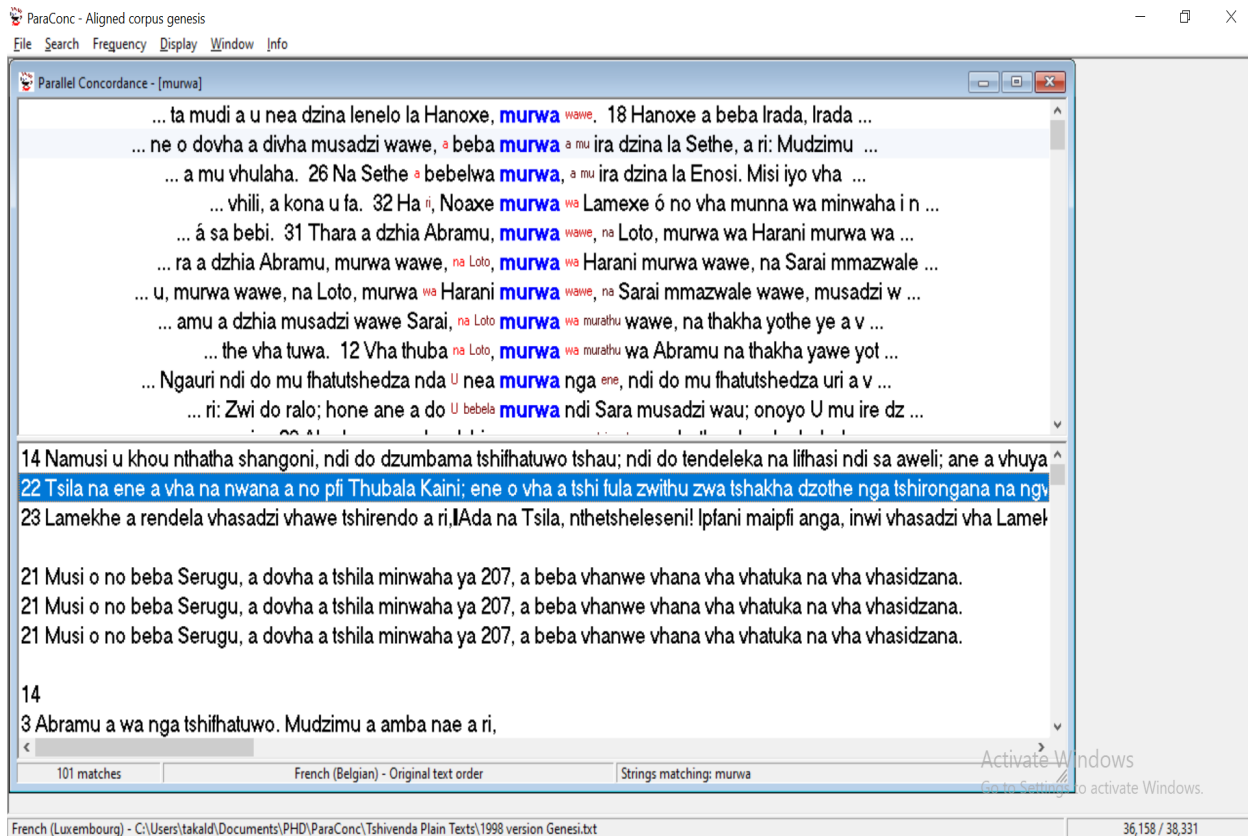 ParaConc - Aligned corpus genesis
File Search Frequency Display Window Info
Parallel Concordance - [murwa]
... ta mudi a u nea dzina lenelo la Hanoxe, murwa wawe. 18 Hanoxe a beba Irada, Irada ...
... ne o dovha a divha musadzi wawe, a beba murwa a mu ira dzina la Sethe, a ri: Mudzimu ...
... a mu vhulaha. 26 Na Sethe a bebelwa murwa, a mu ira dzina la Enosi. Misi iyo vha ...
... vhili, a kona u fa. 32 Ha ri, Noaxe murwa wa Lamexe ó no vha munna wa minwaha i n ...
... á sa bebi. 31 Thara a dzhia Abramu, murwa wawe, na Loto, murwa wa Harani murwa wa ...
... ra a dzhia Abramu, murwa wawe, na Loto, murwa wa Harani murwa wawe, na Sarai mmazwale ...
... u, murwa wawe, na Loto, murwa wa Harani murwa wawe, na Sarai mmazwale wawe, musadzi w ...
... amu a dzhia musadzi wawe Sarai, na Loto murwa wa murathu wawe, na thakha yothe ye a v ...
... the vha tuwa. 12 Vha thuba na Loto, murwa wa murathu wa Abramu na thakha yawe yot ...
... Ngauri ndi do mu fhatutshedza nda U nea murwa nga ene, ndi do mu fhatutshedza uri a v ...
... ri: Zwi do ralo; hone ane a do U bebela murwa ndi Sara musadzi wau; onoyo U mu ire dz ...
14 Namusi u khou nthatha shangoni, ndi do dzumbama tshifhatuwo tshau; ndi do tendeleka na lifhasi ndi sa aweli; ane a vhuya
22 Tsila na ene a vha na nwana a no pfi Thubala Kaini; ene o vha a tshi fula zwithu zwa tshakha dzothe nga tshirongana na
23 Lamekhe a rendela vhasadzi vhawe tshirendo a ri, Ada na Tsila, nthetsheleseni! Ipfani maipfi anga, inwi vhasadzi vha
21 Musi o no beba Serugu, a dovha a tshila minwaha ya 207, a beba vhanwe vhana vha vhatuka na vha vhasidzana.
21 Musi o no beba Serugu, a dovha a tshila minwaha ya 207, a beba vhanwe vhana vha vhatuka na vha vhasidzana.
21 Musi o no beba Serugu, a dovha a tshila minwaha ya 207, a beba vhanwe vhana vha vhatuka na vha vhasidzana.
14
3 Abramu a wa nga tshifhatuwo. Mudzimu a amba nae a ri,
101 matches French (Belgian) - Original text order Strings matching: murwa
Activate Windows
Go to Settings to activate Windows.
French (Luxembourg) - C:\Users\takald\Documents\PHD\ParaConc\Tshivenda Plain Texts\1998 version Genesi.txt 36,158 / 38,331